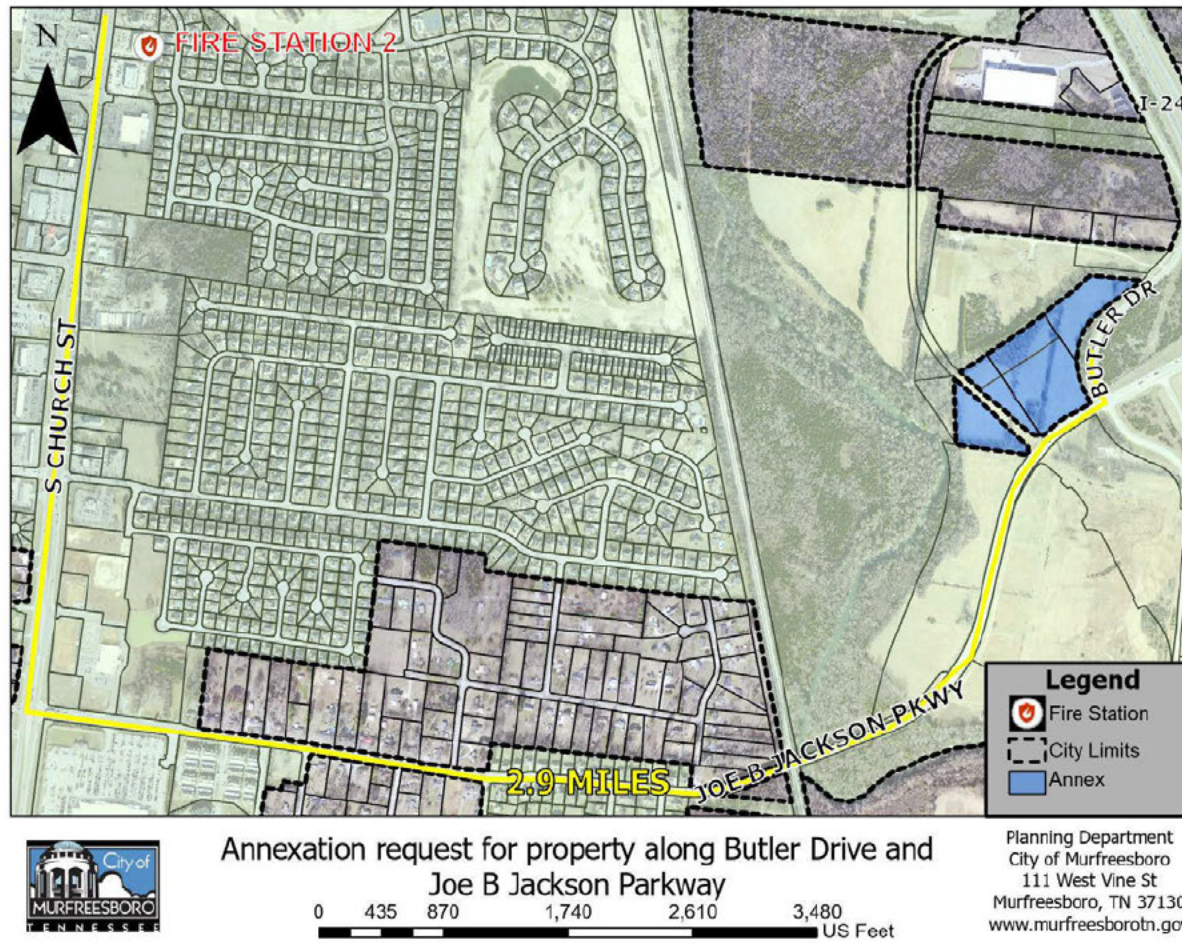 N
FIRE STATION 2
I-24
S CHURCH ST
BUTLER DR
2.9 MILES
JOE B JACKSON PKWY
Legend
Fire Station
City Limits
Annex
City of
MURFREESBORO
TENNESSEE
Annexation request for property along Butler Drive and
Joe B Jackson Parkway
0 435 870 1,740 2,610 3,480
US Feet
Planning Department
City of Murfreesboro
111 West Vine St
Murfreesboro, TN 37130
www.murfreesborotn.gov